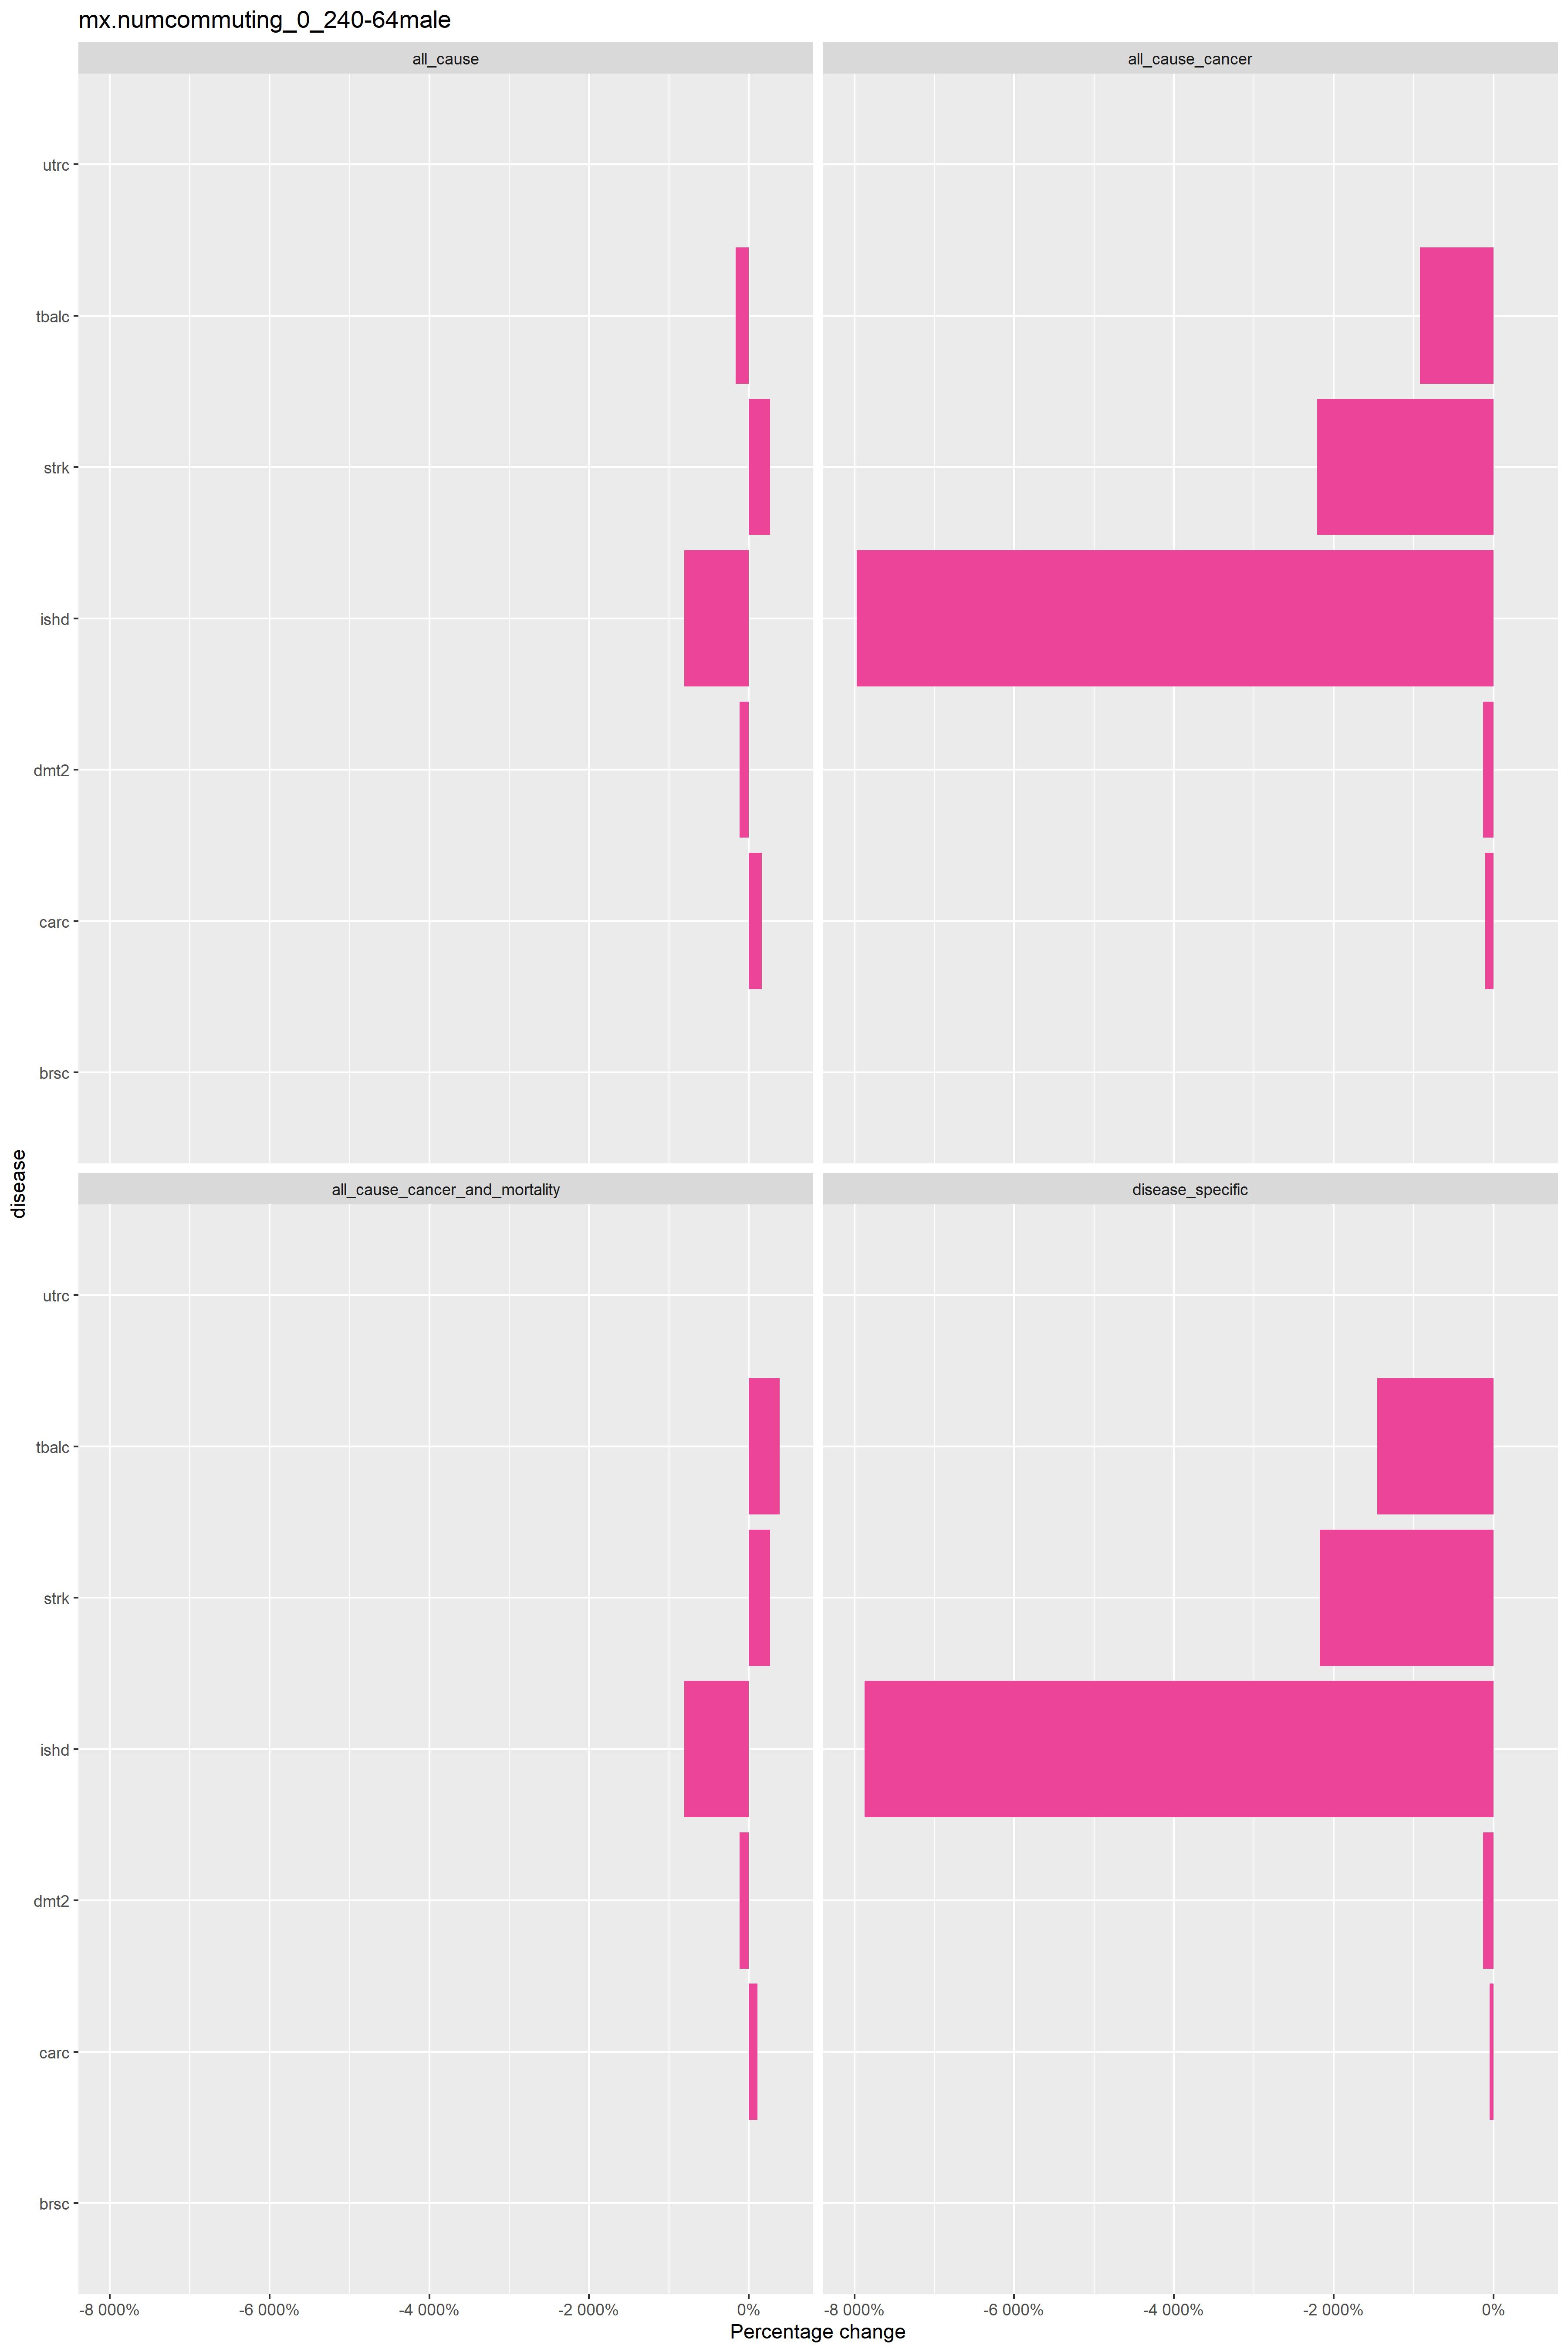 mx.numcommuting_0_240-64male
all_cause
all_cause_cancer
utrc
tbalc
strk
ishd
dmt2
carc
brsc
disease
all_cause_cancer_and_mortality
disease_specific
utrc
tbalc
strk
ishd
dmt2
carc
brsc
-8 000% -6 000% -4 000% -2 000% 0%
-8 000% -6 000% -4 000% -2 000% 0%
Percentage change